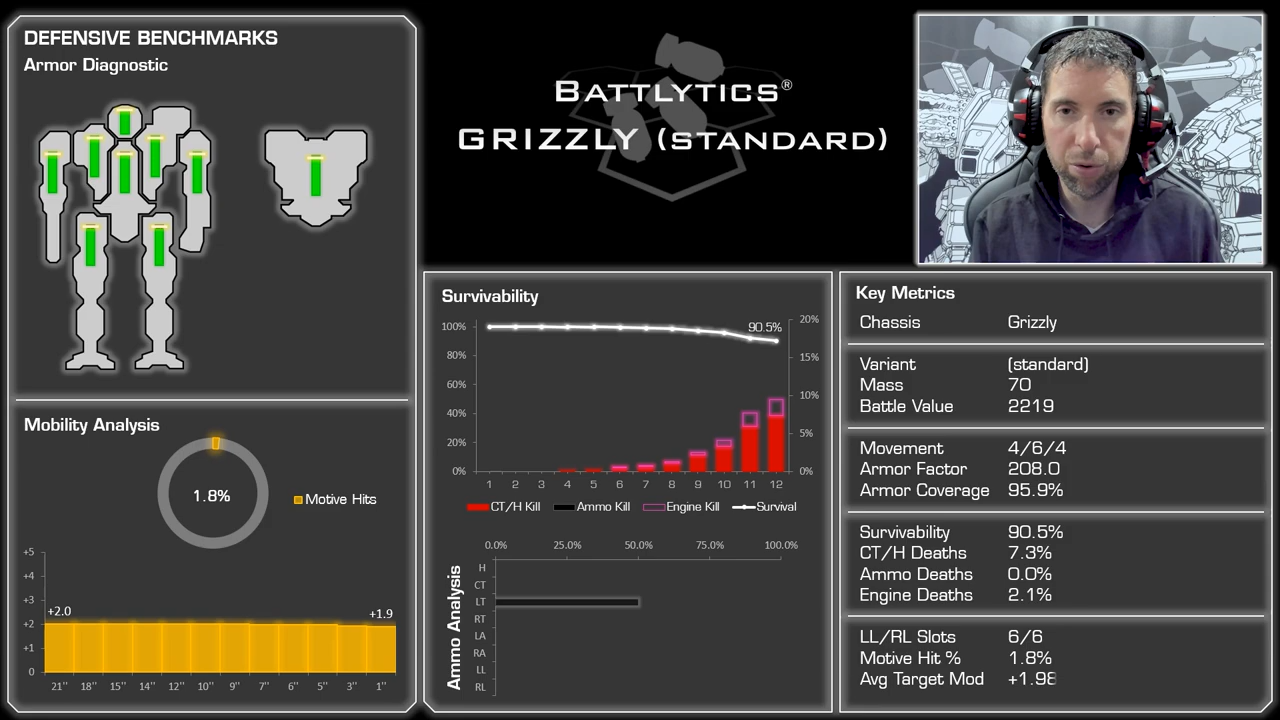 DEFENSIVE BENCHMARKS
Armor Diagnostic
BATTLYTICS®
GRIZZLY (STANDARD)
Mobility Analysis
1.8%
Motive Hits
+5
+4
+3
+2
+1
0
+2.0
+1.9
21" 18" 15" 14" 12" 10" 9" 7" 6" 5" 3" 1"
Survivability
100%
80%
60%
40%
20%
0%
90.5%
20%
15%
10%
5%
0%
1 2 3 4 5 6 7 8 9 10 11 12
CT/H Kill Ammo Kill Engine Kill Survival
Ammo Analysis
0.0% 25.0% 50.0% 75.0% 100.0%
H
CT
LT
RT
LA
RA
LL
RL
Key Metrics
Chassis Grizzly
Variant (standard)
Mass 70
Battle Value 2219
Movement 4/6/4
Armor Factor 208.0
Armor Coverage 95.9%
Survivability 90.5%
CT/H Deaths 7.3%
Ammo Deaths 0.0%
Engine Deaths 2.1%
LL/RL Slots 6/6
Motive Hit % 1.8%
Avg Target Mod +1.98